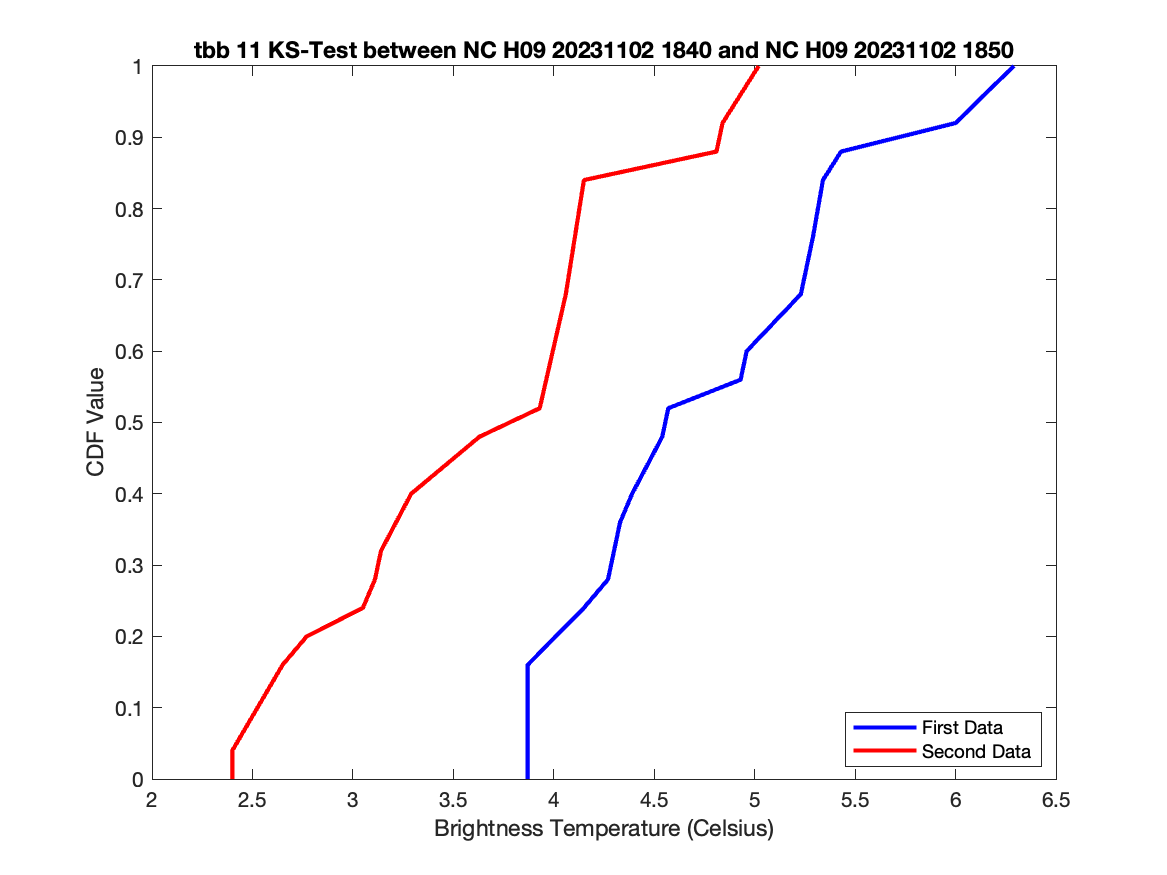 tbb 11 KS-Test between NC H09 20231102 1840 and NC H09 20231102 1850
1
0.9
0.8
0.7
0.6
0.5
0.4
0.3
0.2
0.1
0
CDF Value
First Data
Second Data
2 2.5 3 3.5 4 4.5 5 5.5 6 6.5
Brightness Temperature (Celsius)